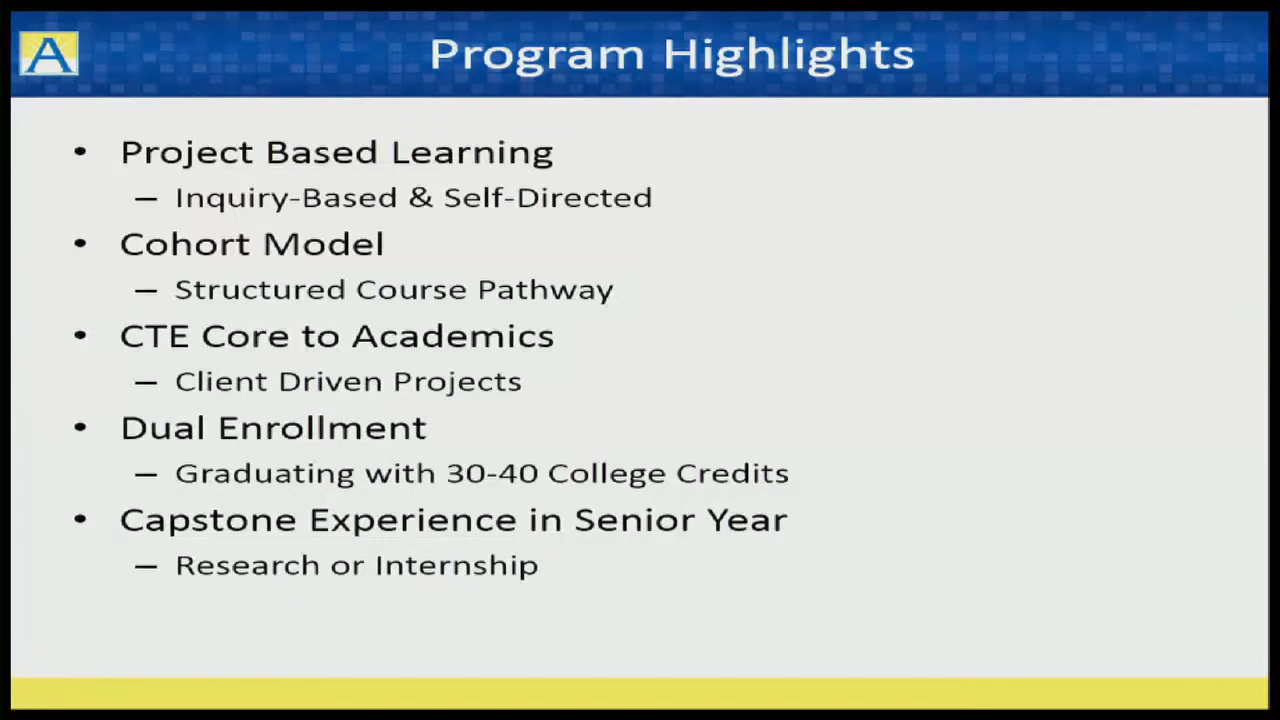 A
Program Highlights
• Project Based Learning
– Inquiry-Based & Self-Directed
• Cohort Model
– Structured Course Pathway
• CTE Core to Academics
– Client Driven Projects
• Dual Enrollment
– Graduating with 30-40 College Credits
• Capstone Experience in Senior Year
– Research or Internship